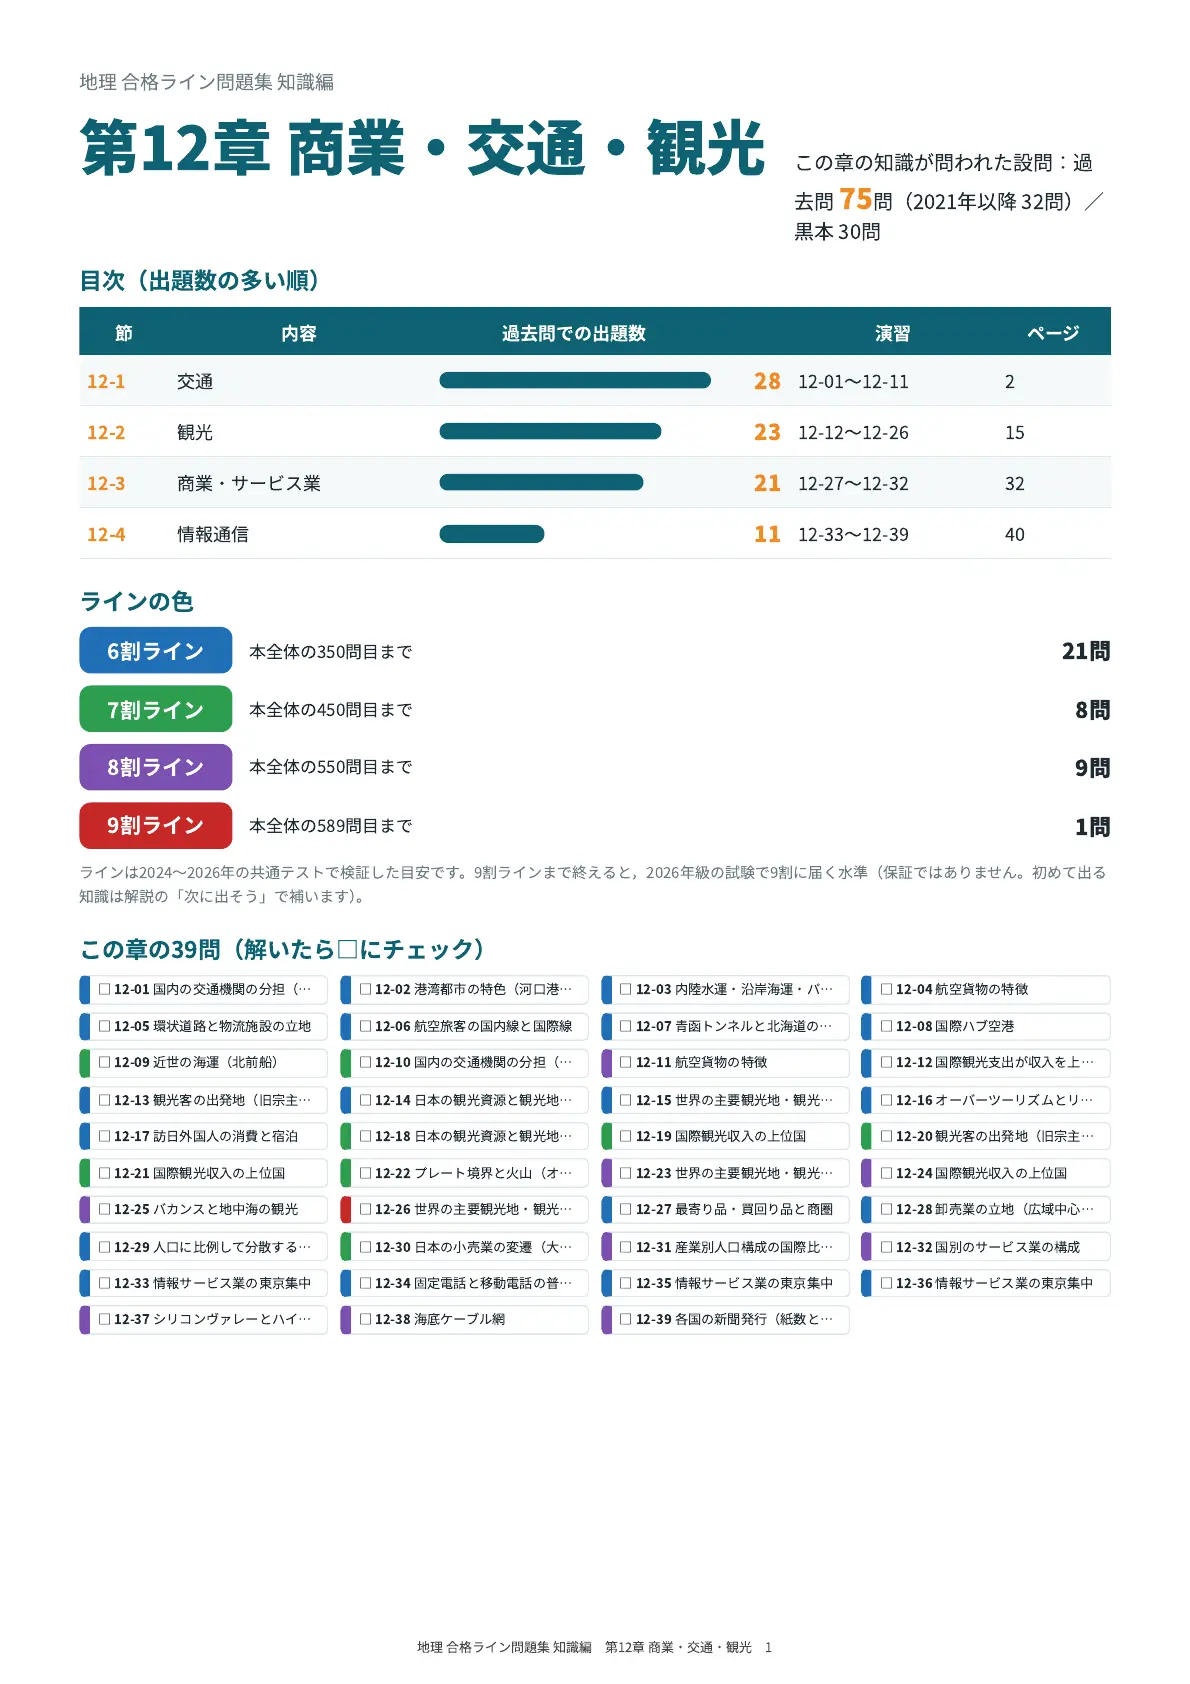 地理 合格ライン問題集 知識編
第12章 商業・交通・観光
この章の知識が問われた設問：過
去問 75問（2021年以降 32問）／
黒本 30問
目次（出題数の多い順）
節 内容 過去問での出題数 演習 ページ
12-1 交通 28 12-01〜12-11 2
12-2 観光 23 12-12〜12-26 15
12-3 商業・サービス業 21 12-27〜12-32 32
12-4 情報通信 11 12-33〜12-39 40
ラインの色
6割ライン 本全体の350問目まで 21問
7割ライン 本全体の450問目まで 8問
8割ライン 本全体の550問目まで 9問
9割ライン 本全体の589問目まで 1問
ラインは2024〜2026年の共通テストで検証した目安です。9割ラインまで終えると，2026年級の試験で9割に届く水準（保証ではありません。初めて出る
知識は解説の「次に出そう」で補います）。
この章の39問（解いたら□にチェック）
□ 12-01 国内の交通機関の分担（… □ 12-02 港湾都市の特色（河口港… □ 12-03 内陸水運・沿岸海運・パ… □ 12-04 航空貨物の特徴
□ 12-05 環状道路と物流施設の立地 □ 12-06 航空旅客の国内線と国際線 □ 12-07 青函トンネルと北海道の… □ 12-08 国際ハブ空港
□ 12-09 近世の海運（北前船） □ 12-10 国内の交通機関の分担（… □ 12-11 航空貨物の特徴 □ 12-12 国際観光支出が収入を上…
□ 12-13 観光客の出発地（旧宗主… □ 12-14 日本の観光資源と観光地… □ 12-15 世界の主要観光地・観光… □ 12-16 オーバーツーリズムとリ…
□ 12-17 訪日外国人の消費と宿泊 □ 12-18 日本の観光資源と観光地… □ 12-19 国際観光収入の上位国 □ 12-20 観光客の出発地（旧宗主…
□ 12-21 国際観光収入の上位国 □ 12-22 プレート境界と火山（オ… □ 12-23 世界の主要観光地・観光… □ 12-24 国際観光収入の上位国
□ 12-25 バカンスと地中海の観光 □ 12-26 世界の主要観光地・観光… □ 12-27 最寄り品・買回り品と商圏 □ 12-28 卸売業の立地（広域中心…
□ 12-29 人口に比例して分散する… □ 12-30 日本の小売業の変遷（大… □ 12-31 産業別人口構成の国際比… □ 12-32 国別のサービス業の構成
□ 12-33 情報サービス業の東京集中 □ 12-34 固定電話と移動電話の普… □ 12-35 情報サービス業の東京集中 □ 12-36 情報サービス業の東京集中
□ 12-37 シリコンヴァレーとハイ… □ 12-38 海底ケーブル網 □ 12-39 各国の新聞発行（紙数と…
地理 合格ライン問題集 知識編 第12章 商業・交通・観光 1